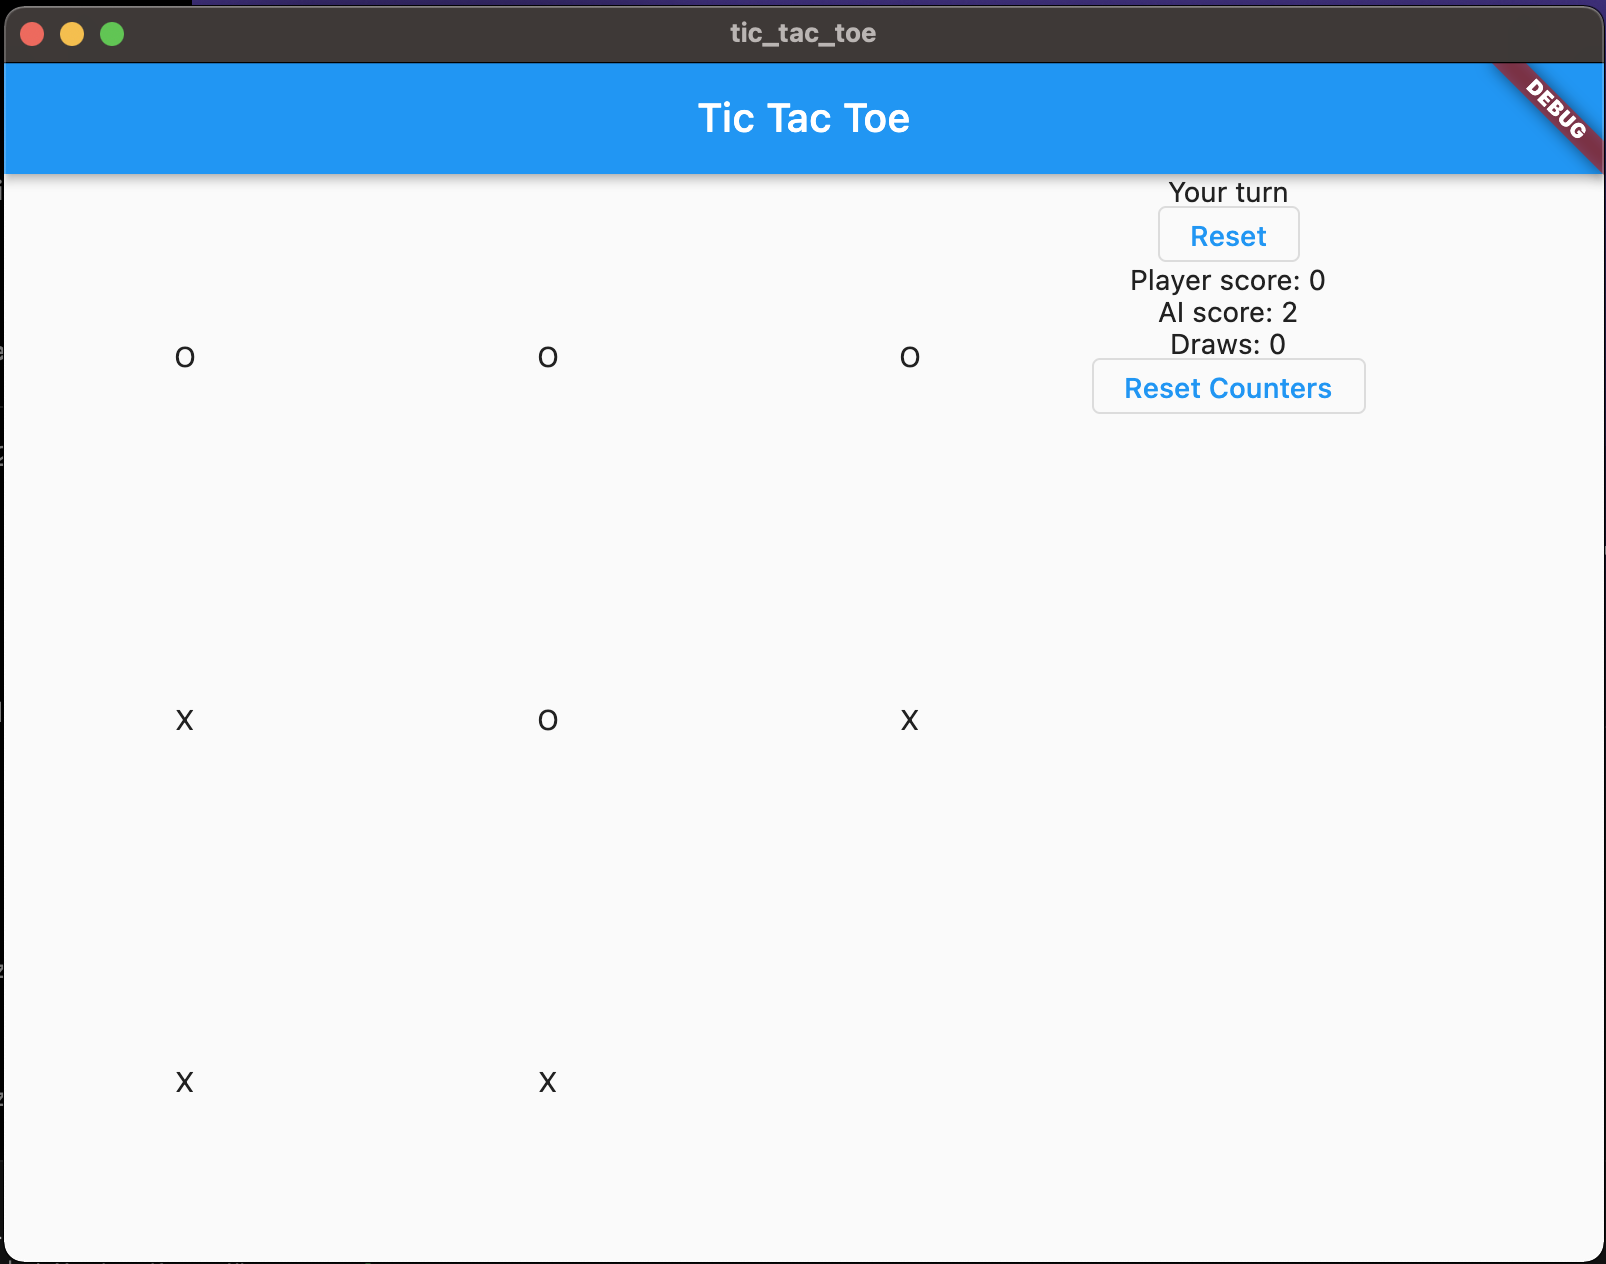 tic_tac_toe
Tic Tac Toe
DEBUG
Your turn
Reset
Player score: 0
AI score: 2
Draws: 0
Reset Counters
O O O
X O X
X X